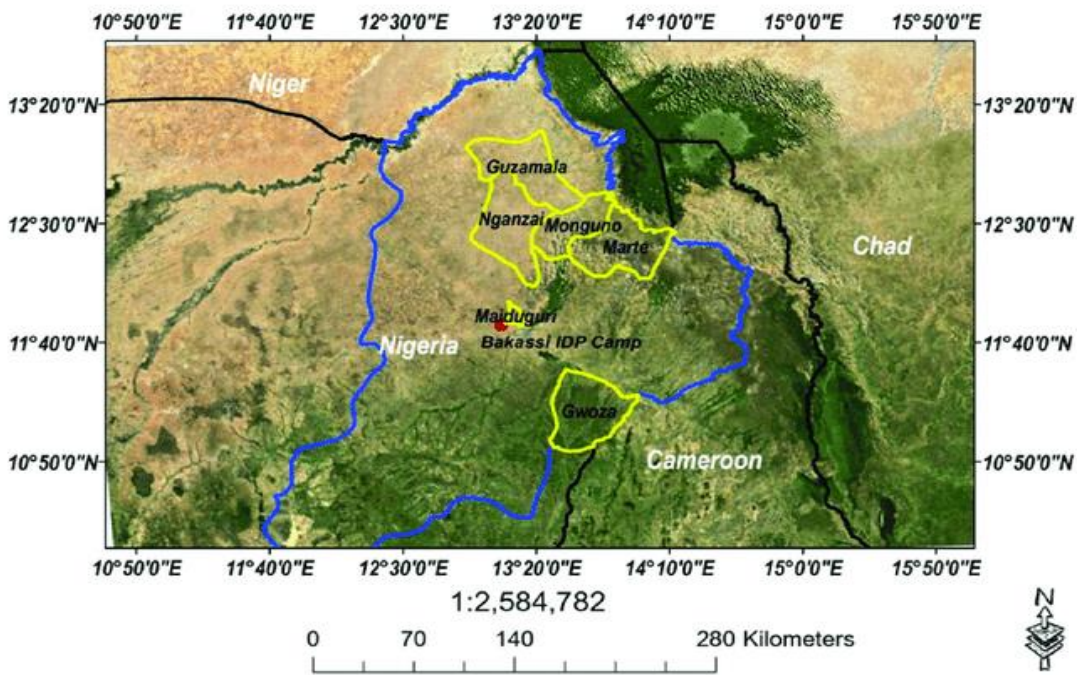 10°50'0"E 11°40'0"E 12°30'0"E 13°20'0"E 14°10'0"E 15°0'0"E 15°50'0"E
Niger
13°20'0"N 13°20'0"N
Guzamala
Nganzai Monguno
12°30'0"N 12°30'0"N
Marte Chad
Maiduguri
Nigeria Bakassi IDP Camp
11°40'0"N 11°40'0"N
Gwoza
Cameroon
10°50'0"N 10°50'0"N
10°50'0"E 11°40'0"E 12°30'0"E 13°20'0"E 14°10'0"E 15°0'0"E 15°50'0"E
1:2,584,782
N
0 70 140 280 Kilometers